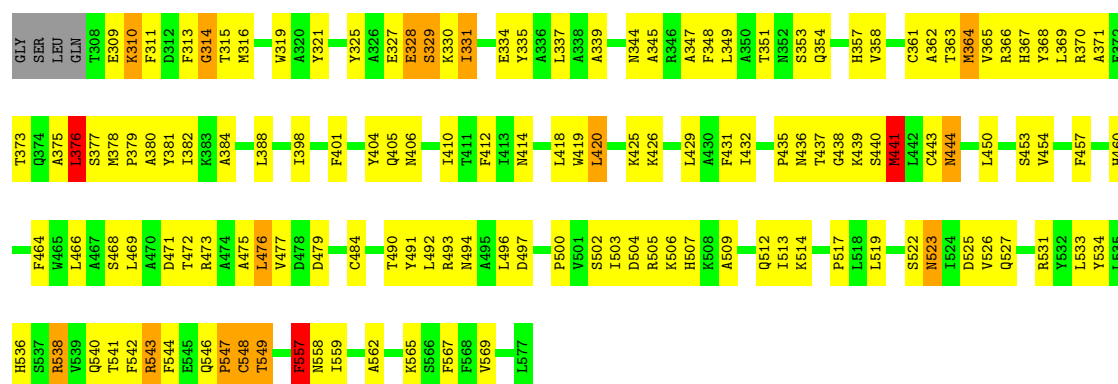 GLY SER LEU GLN T308 E309 K310 F311 D312 F313 G314 T315 M316 W319 A320 Y321 Y325 A326 E327 E328 S329 K330 I331 E334 Y335 A336 L337 A338 A339 N344 A345 R346 A347 F348 L349 A350 T351 N352 S353 Q354 H357 V358 C361 A362 T363 M364 V365 R366 H367 Y368 L369 R370 A371
T373 Q374 A375 L376 S377 M378 P379 A380 Y381 I382 K383 A384 L388 I398 F401 Y404 Q405 N406 I410 T411 F412 I413 N414 L418 W419 L420 K425 K426 L429 A430 F431 I432 P435 N436 T437 G438 K439 S440 M441 L442 C443 N444 L450 S453 V454 F457 H460
F464 W465 L466 A467 S468 L469 A470 D471 T472 R473 A474 A475 L476 V477 D478 D479 C484 T490 Y491 L492 R493 N494 A495 L496 D497 P500 V501 S502 I503 D504 R505 K506 H507 K508 A509 Q512 I513 K514 P517 L518 L519 S522 N523 I524 D525 V526 Q527 R531 Y532 L533 Y534 L535
H536 S537 R538 V539 Q540 T541 F542 R543 F544 E545 Q546 P547 C548 T549 F557 N558 I559 A562 K565 S566 F567 F568 V569 L577